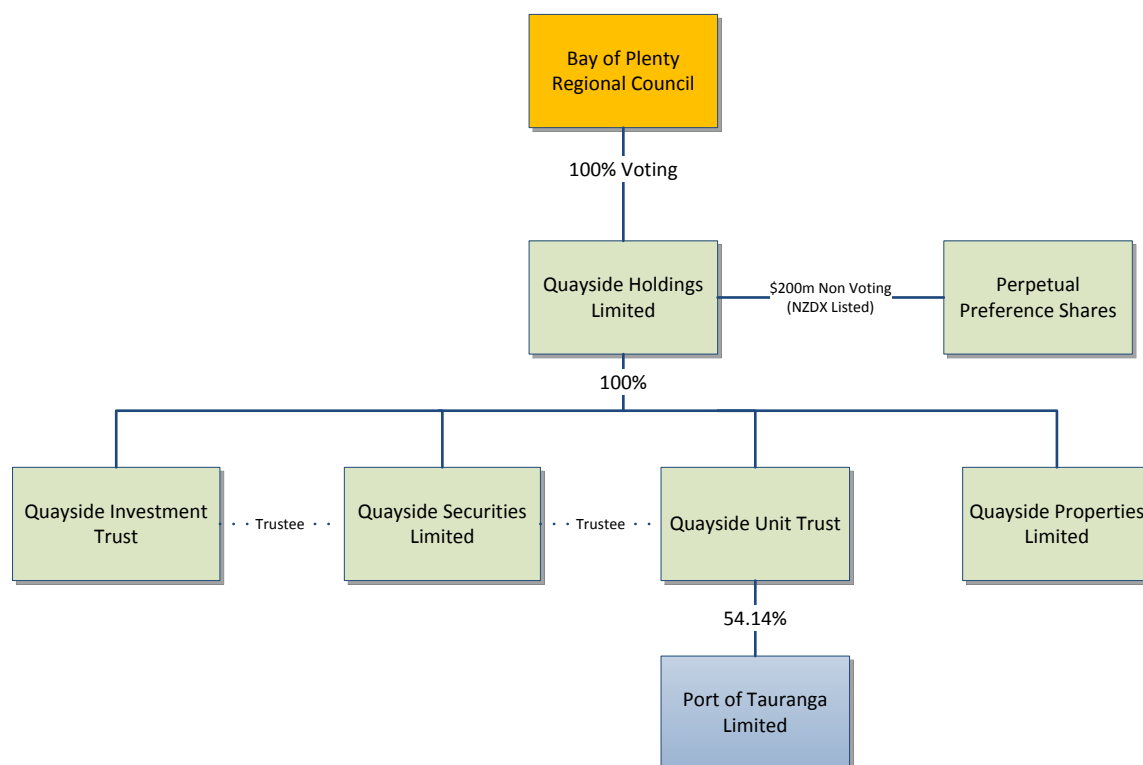 Bay of Plenty
Regional Council
100% Voting
Quayside Holdings
Limited
$200m Non Voting
(NZDX Listed)
Perpetual
Preference Shares
100%
Quayside Investment
Trust
Trustee
Quayside Securities
Limited
Trustee
Quayside Unit Trust
Quayside Properties
Limited
54.14%
Port of Tauranga
Limited